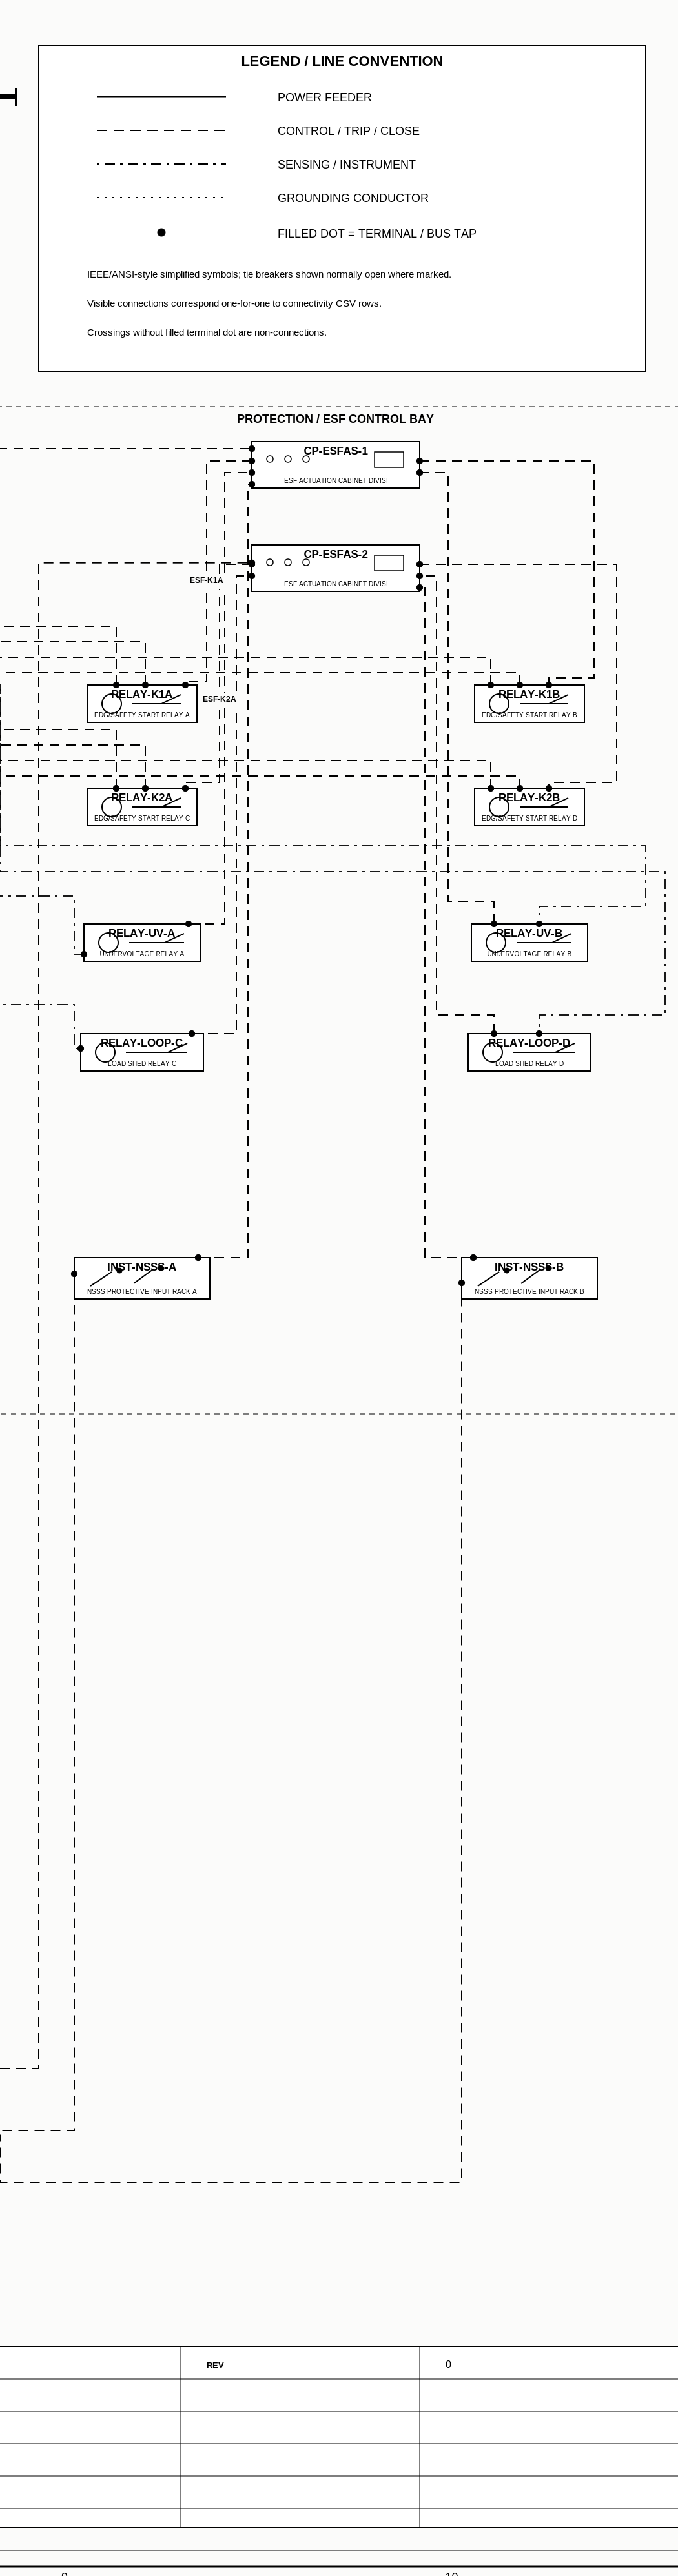 LEGEND / LINE CONVENTION
POWER FEEDER
CONTROL / TRIP / CLOSE
SENSING / INSTRUMENT
GROUNDING CONDUCTOR
FILLED DOT = TERMINAL / BUS TAP
IEEE/ANSI-style simplified symbols; tie breakers shown normally open where marked.
Visible connections correspond one-for-one to connectivity CSV rows.
Crossings without filled terminal dot are non-connections.
PROTECTION / ESF CONTROL BAY
CP-ESFAS-1
ESF ACTUATION CABINET DIVISI
CP-ESFAS-2
ESF ACTUATION CABINET DIVISI
ESF-K1A
ESF-K2A
RELAY-K1A
EDG/SAFETY START RELAY A
RELAY-K1B
EDG/SAFETY START RELAY B
RELAY-K2A
EDG/SAFETY START RELAY C
RELAY-K2B
EDG/SAFETY START RELAY D
RELAY-UV-A
UNDERVOLTAGE RELAY A
RELAY-UV-B
UNDERVOLTAGE RELAY B
RELAY-LOOP-C
LOAD SHED RELAY C
RELAY-LOOP-D
LOAD SHED RELAY D
INST-NSSS-A
NSSS PROTECTIVE INPUT RACK A
INST-NSSS-B
NSSS PROTECTIVE INPUT RACK B
REV
0